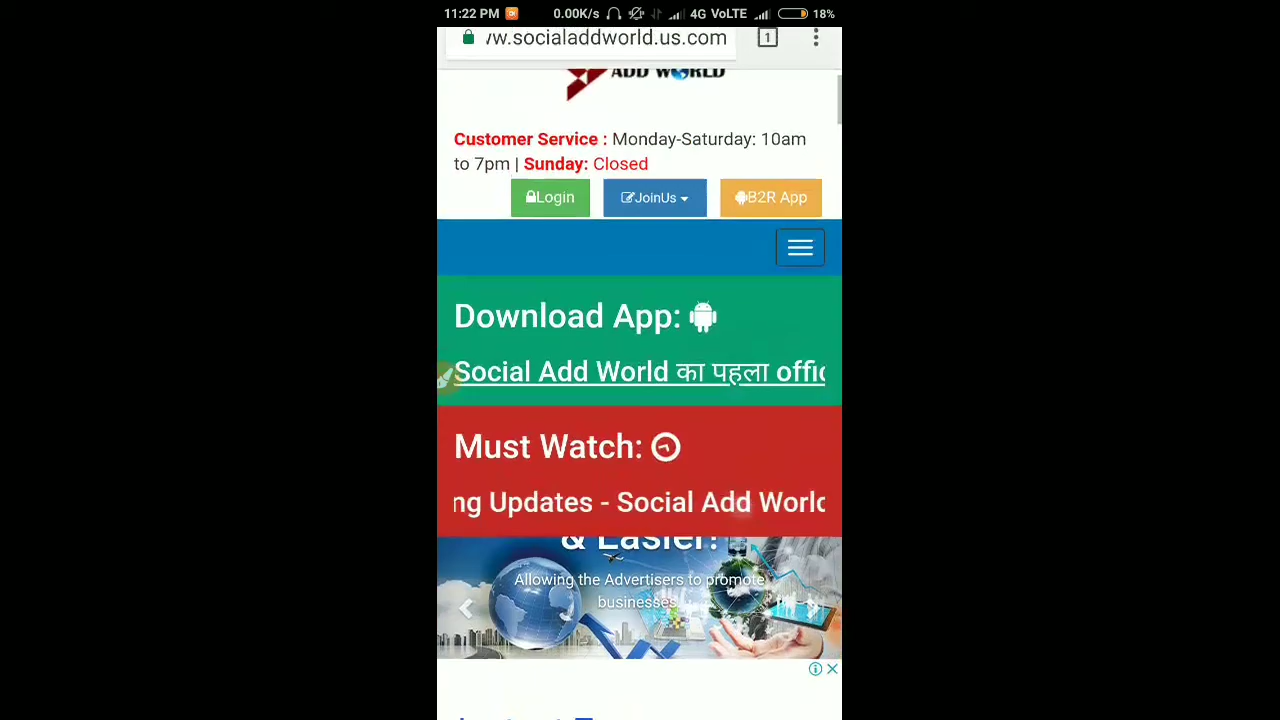 11:22 PM 0.00K/s 4G VoLTE 18%
w.socialaddworld.us.com 1
ADD WORLD
Customer Service : Monday-Saturday: 10am
to 7pm | Sunday: Closed
Login JoinUs B2R App
Download App:
Social Add World का पहला offic
Must Watch:
ng Updates - Social Add World
& Easier!
Allowing the Advertisers to promote
businesses.